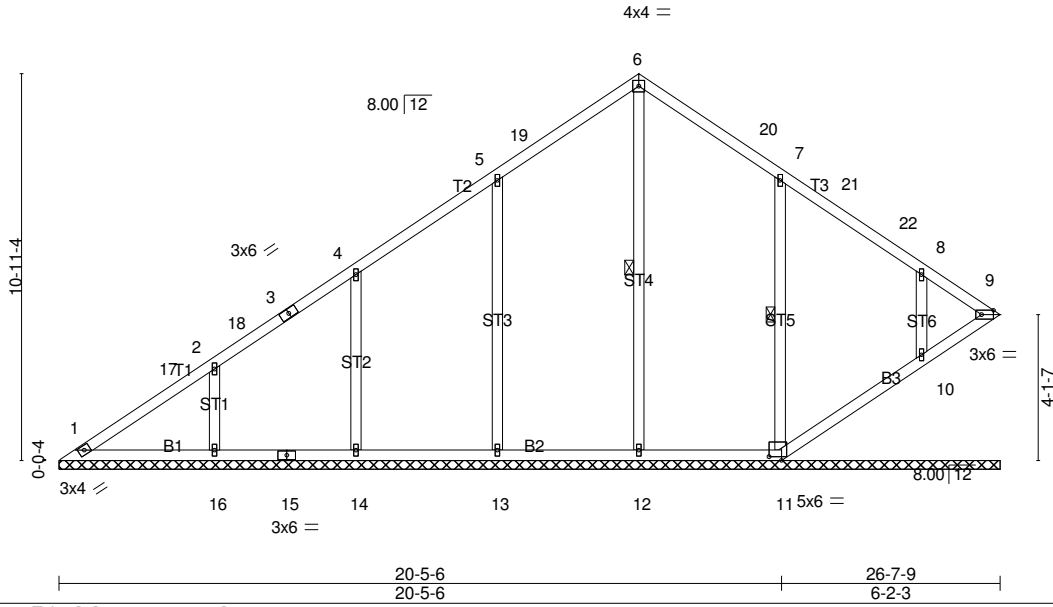 4x4 =
6
8.00 12
20
19
7
5
T2
T3
21
22
3x6 //
4
8
10-11-4
3
ST4
9
18
ST3
ST5
ST6
2
3x6 =
17
T1
ST2
B3
10
4-1-7
ST1
1
B1
B2
0-0-4
8.00 12
3x4 //
16
15
14
13
12
11
5x6 =
3x6 =
20-5-6
26-7-9
20-5-6
6-2-3